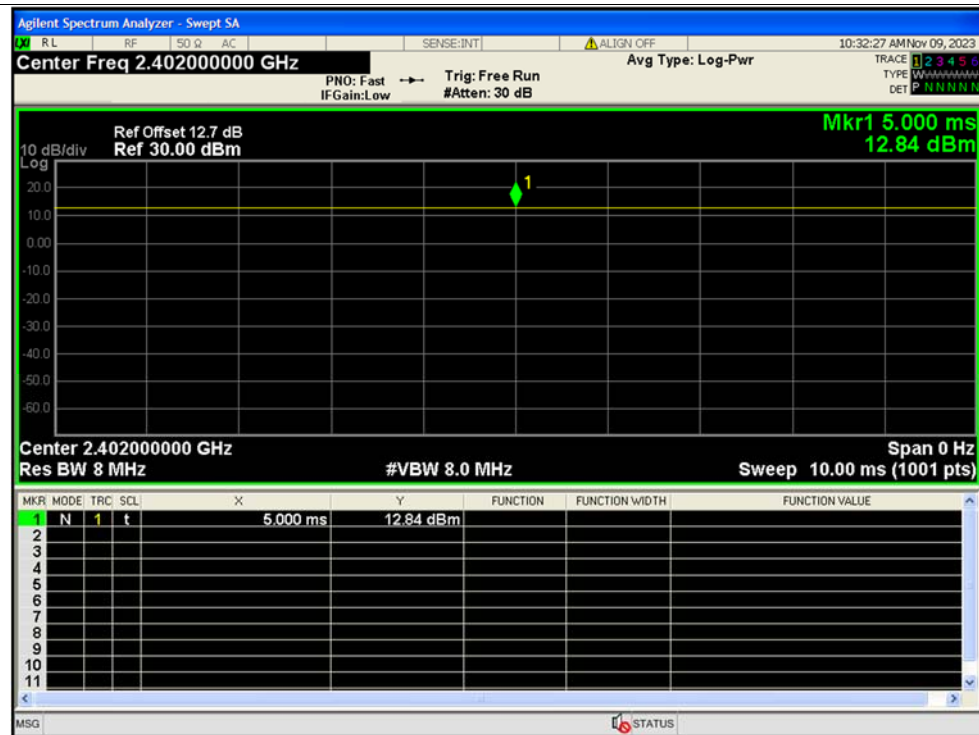 Agilent Spectrum Analyzer - Swept SA
LXI RL RF 50 Ω AC SENSE:INT ALIGN OFF 10:32:27 AM Nov 09, 2023
Center Freq 2.402000000 GHz Avg Type: Log-Pwr TRACE 1 2 3 4 5 6
PNO: Fast Trig: Free Run TYPE W
IFGain:Low #Atten: 30 dB DET P N N N N N
Mkr1 5.000 ms
Ref Offset 12.7 dB
10 dB/div Ref 30.00 dBm 12.84 dBm
Log
20.0
1
10.0
0.00
-10.0
-20.0
-30.0
-40.0
-50.0
-60.0
Center 2.402000000 GHz Span 0 Hz
Res BW 8 MHz #VBW 8.0 MHz Sweep 10.00 ms (1001 pts)
MKR MODE TRC SCL X Y FUNCTION FUNCTION WIDTH FUNCTION VALUE
1 N 1 t 5.000 ms 12.84 dBm
2
3
4
5
6
7
8
9
10
11
MSG STATUS